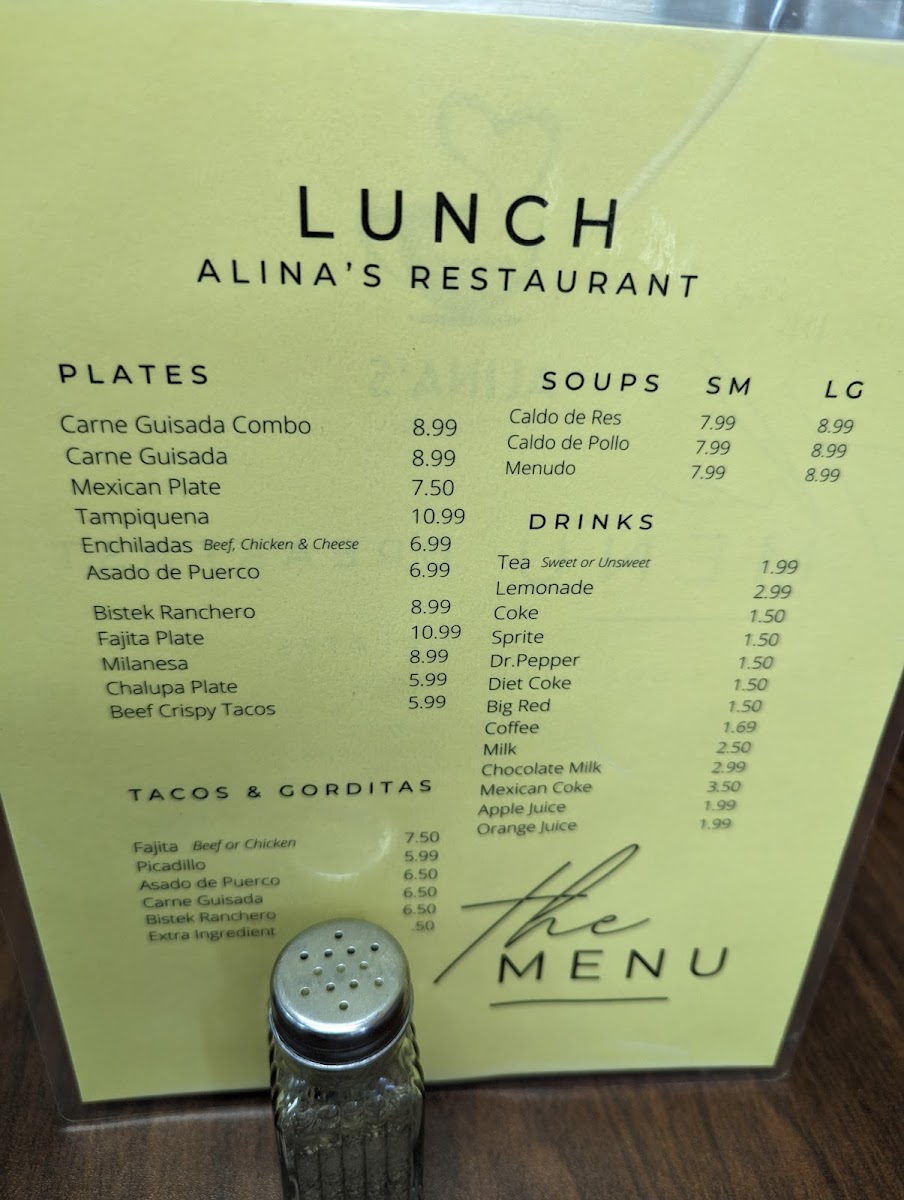 LUNCH
ALINA'S RESTAURANT
PLATES
Carne Guisada Combo 8.99
Carne Guisada 8.99
Mexican Plate 7.50
Tampiquena 10.99
Enchiladas Beef, Chicken & Cheese 6.99
Asado de Puerco 6.99
Bistek Ranchero 8.99
Fajita Plate 10.99
Milanesa 8.99
Chalupa Plate 5.99
Beef Crispy Tacos 5.99
TACOS & GORDITAS
Fajita Beef or Chicken 7.50
Picadillo 5.99
Asado de Puerco 6.50
Carne Guisada 6.50
Bistek Ranchero 6.50
Extra Ingredient .50
SOUPS SM LG
Caldo de Res 7.99 8.99
Caldo de Pollo 7.99 8.99
Menudo 7.99 8.99
DRINKS
Tea Sweet or Unsweet 1.99
Lemonade 2.99
Coke 1.50
Sprite 1.50
Dr.Pepper 1.50
Diet Coke 1.50
Big Red 1.50
Coffee 1.69
Milk 2.50
Chocolate Milk 2.99
Mexican Coke 3.50
Apple Juice 1.99
Orange Juice 1.99
the
MENU